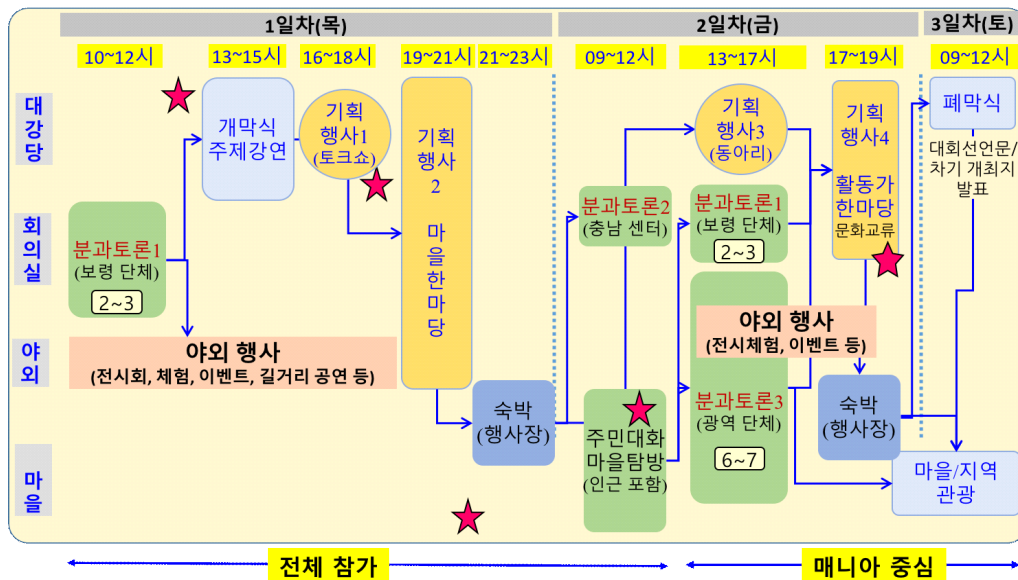 1일차(목)
2일차(금)
3일차(토)
10~12시
13~15시
16~18시
19~21시
21~23시
09~12시
13~17시
17~19시
09~12시
대강당
회의실
야외
마을
분과토론1
(보령 단체)
2~3
개막식
주제강연
기획
행사1
(토크쇼)
기획
행사
2
마을한마당
야외 행사
(전시회, 체험, 이벤트, 길거리 공연 등)
숙박
(행사장)
분과토론2
(충남 센터)
주민대화
마을탐방
(인근 포함)
기획
행사3
(동아리)
분과토론1
(보령 단체)
2~3
야외 행사
(전시체험, 이벤트 등)
분과토론3
(광역 단체)
6~7
기획
행사4
활동가
한마당
문화교류
숙박
(행사장)
폐막식
대회선언문/
차기 개최지
발표
마을/지역
관광
전체 참가
매니아 중심